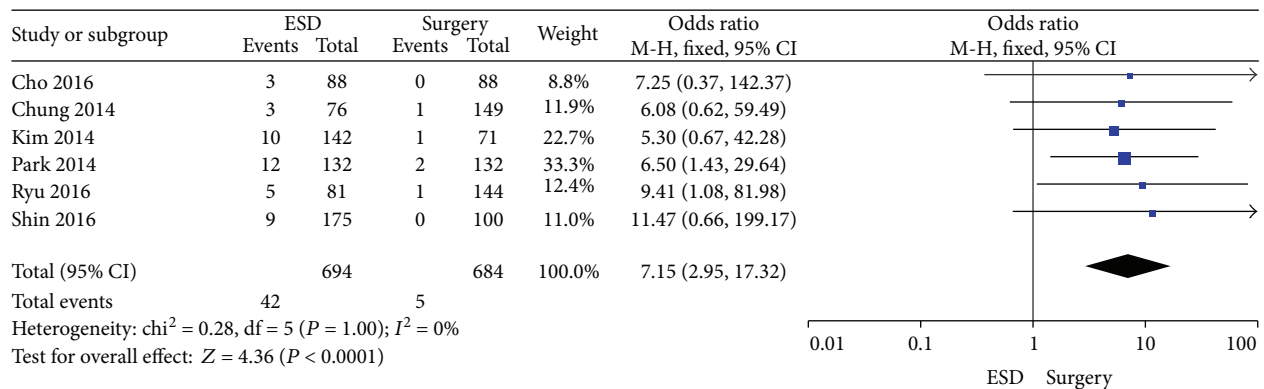 Study or subgroup ESD Surgery Weight Odds ratio Odds ratio
Events Total Events Total M-H, fixed, 95% CI M-H, fixed, 95% CI
Cho 2016 3 88 0 88 8.8% 7.25 (0.37, 142.37)
Chung 2014 3 76 1 149 11.9% 6.08 (0.62, 59.49)
Kim 2014 10 142 1 71 22.7% 5.30 (0.67, 42.28)
Park 2014 12 132 2 132 33.3% 6.50 (1.43, 29.64)
Ryu 2016 5 81 1 144 12.4% 9.41 (1.08, 81.98)
Shin 2016 9 175 0 100 11.0% 11.47 (0.66, 199.17)
Total (95% CI) 694 684 100.0% 7.15 (2.95, 17.32)
Total events 42 5
Heterogeneity: chi² = 0.28, df = 5 (P = 1.00); I² = 0%
Test for overall effect: Z = 4.36 (P < 0.0001)
0.01 0.1 1 10 100
ESD Surgery